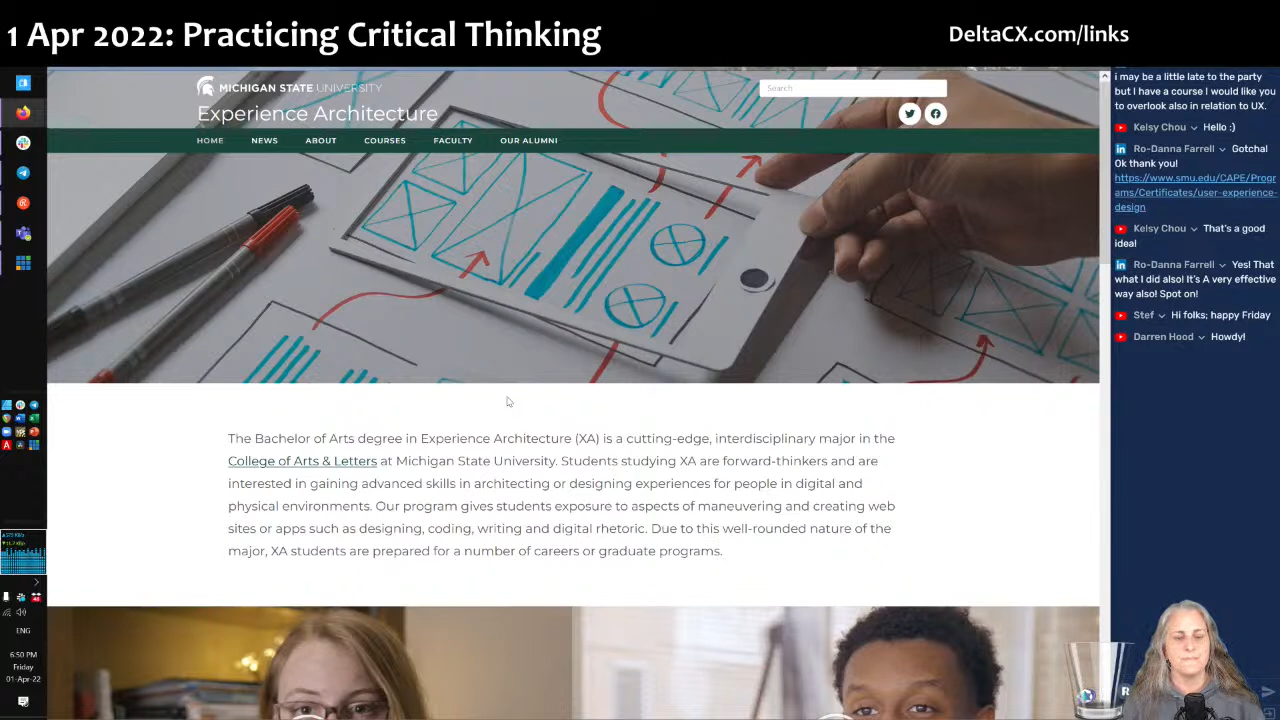 1 Apr 2022: Practicing Critical Thinking
DeltaCX.com/links
MICHIGAN STATE UNIVERSITY
Experience Architecture
Search
HOME
NEWS
ABOUT
COURSES
FACULTY
OUR ALUMNI
The Bachelor of Arts degree in Experience Architecture (XA) is a cutting-edge, interdisciplinary major in the
College of Arts & Letters at Michigan State University. Students studying XA are forward-thinkers and are
interested in gaining advanced skills in architecting or designing experiences for people in digital and
physical environments. Our program gives students exposure to aspects of maneuvering and creating web
sites or apps such as designing, coding, writing and digital rhetoric. Due to this well-rounded nature of the
major, XA students are prepared for a number of careers or graduate programs.
i may be a little late to the party
but I have a course I would like you
to overlook also in relation to UX.
Kelsy Chou Hello :)
Ro-Danna Farrell Gotcha!
Ok thank you!
https://www.smu.edu/CAPE/Progr
ams/Certificates/user-experience-
design
Kelsy Chou That's a good
idea!
Ro-Danna Farrell Yes! That
what I did also! It's A very effective
way also! Spot on!
Stef Hi folks; happy Friday
Darren Hood Howdy!
ENG
6:50 PM
Friday
01-Apr-22